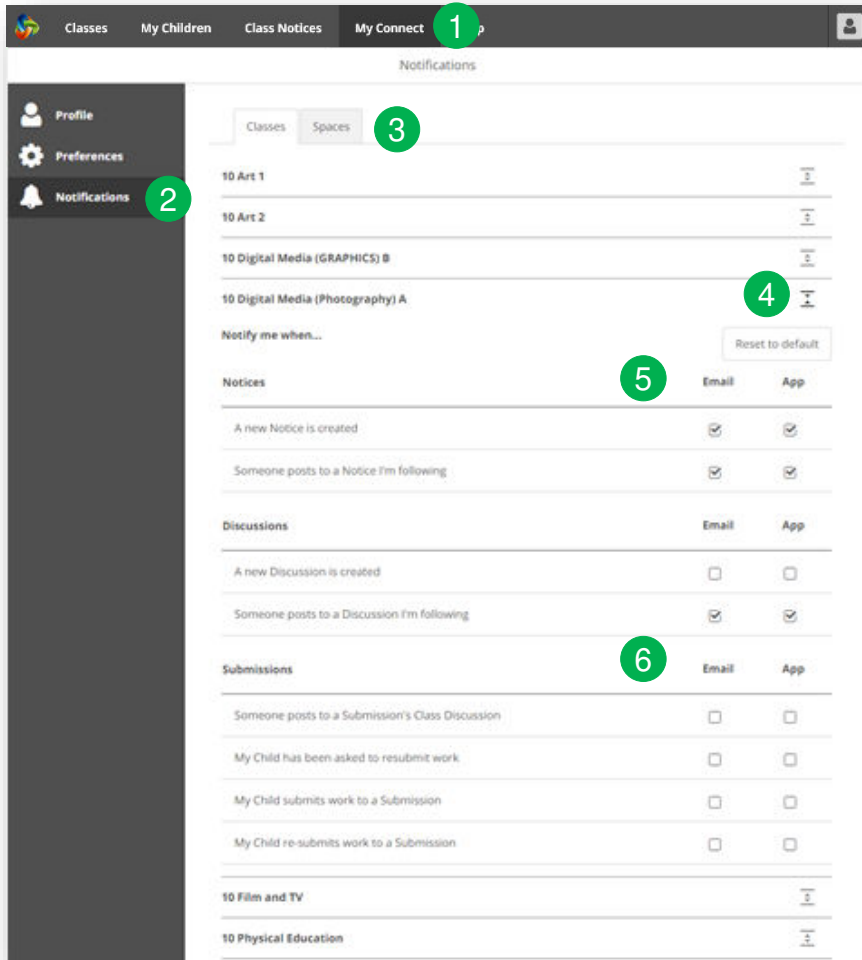 Classes My Children Class Notices My Connect 1 p
Notifications
Profile
Preferences
Notifications 2
Classes Spaces 3
10 Art 1
10 Art 2
10 Digital Media (GRAPHICS) B
10 Digital Media (Photography) A 4
Notify me when...
Reset to default
Notices 5 Email App
A new Notice is created
Someone posts to a Notice I'm following
Discussions Email App
A new Discussion is created
Someone posts to a Discussion I'm following
Submissions 6 Email App
Someone posts to a Submission's Class Discussion
My Child has been asked to resubmit work
My Child submits work to a Submission
My Child re-submits work to a Submission
10 Film and TV
10 Physical Education